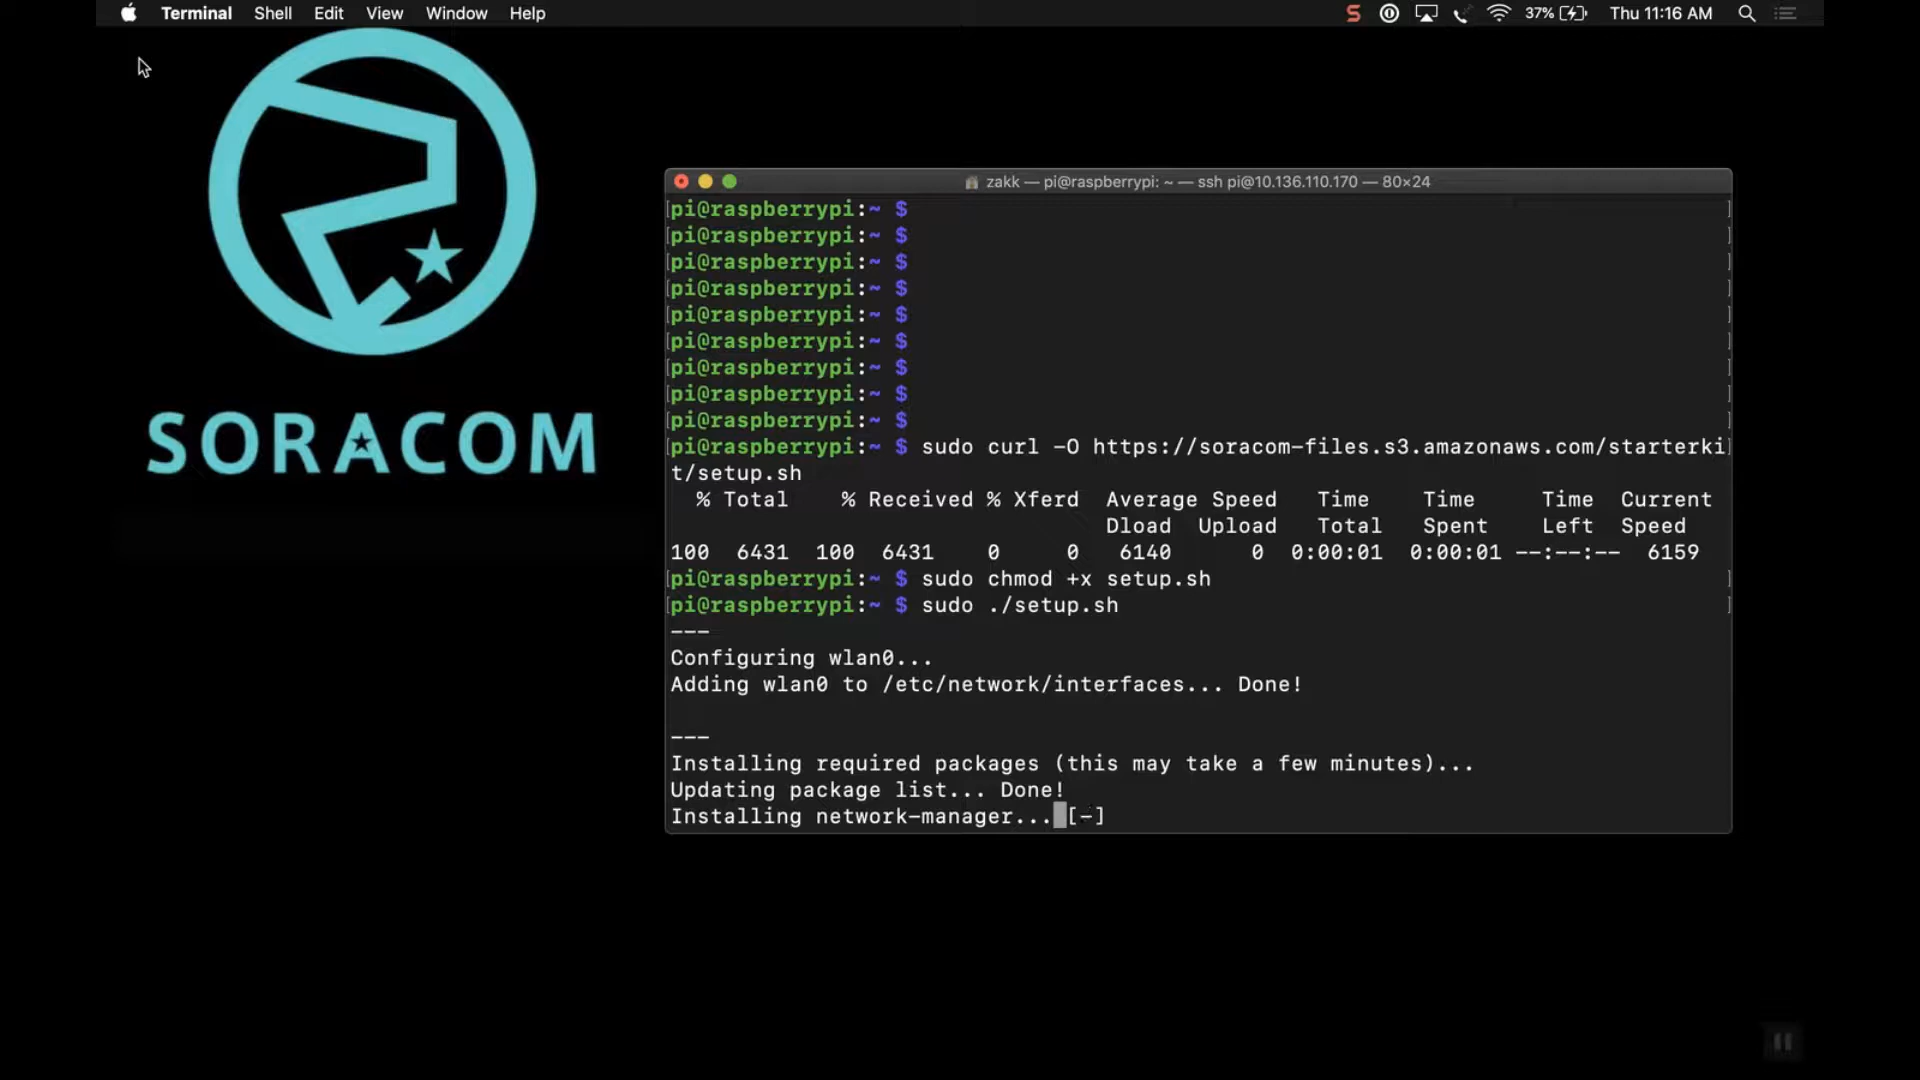 Terminal Shell Edit View Window Help 37% Thu 11:16 AM
SORACOM
zakk — pi@raspberrypi: ~ — ssh pi@10.136.110.170 — 80×24
pi@raspberrypi:~ $
pi@raspberrypi:~ $
pi@raspberrypi:~ $
pi@raspberrypi:~ $
pi@raspberrypi:~ $
pi@raspberrypi:~ $
pi@raspberrypi:~ $
pi@raspberrypi:~ $
pi@raspberrypi:~ $
pi@raspberrypi:~ $ sudo curl -O https://soracom-files.s3.amazonaws.com/starterki
t/setup.sh
% Total % Received % Xferd Average Speed Time Time Time Current
Dload Upload Total Spent Left Speed
100 6431 100 6431 0 0 6140 0 0:00:01 0:00:01 --:--:-- 6159
pi@raspberrypi:~ $ sudo chmod +x setup.sh
pi@raspberrypi:~ $ sudo ./setup.sh
---
Configuring wlan0...
Adding wlan0 to /etc/network/interfaces... Done!
---
Installing required packages (this may take a few minutes)...
Updating package list... Done!
Installing network-manager... [-]